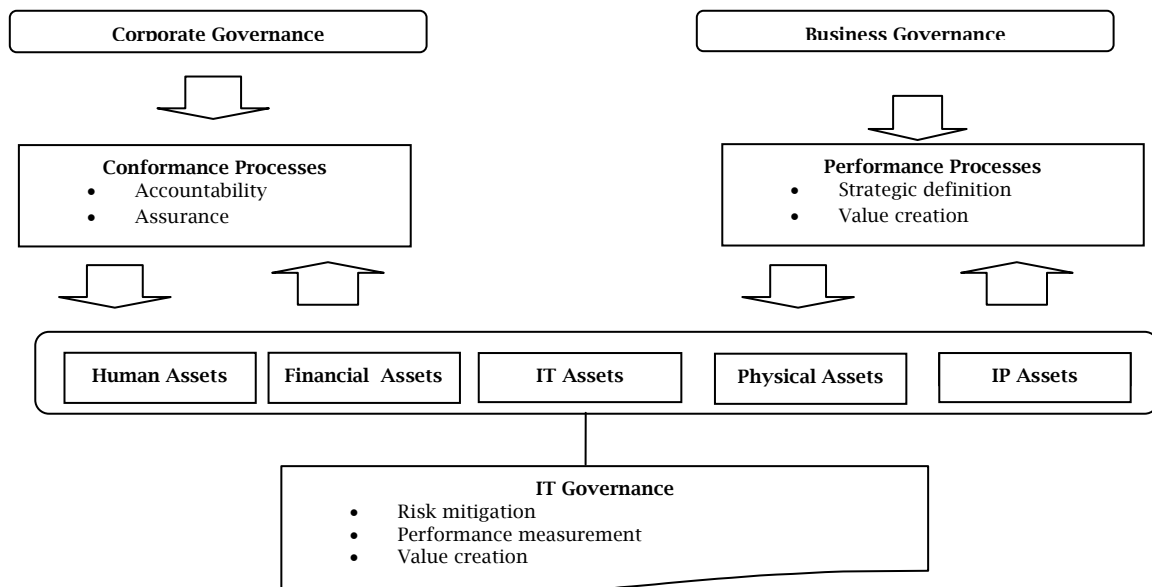 Corporate Governance
Business Governance
Conformance Processes
• Accountability
• Assurance
Performance Processes
• Strategic definition
• Value creation
Human Assets
Financial Assets
IT Assets
Physical Assets
IP Assets
IT Governance
• Risk mitigation
• Performance measurement
• Value creation